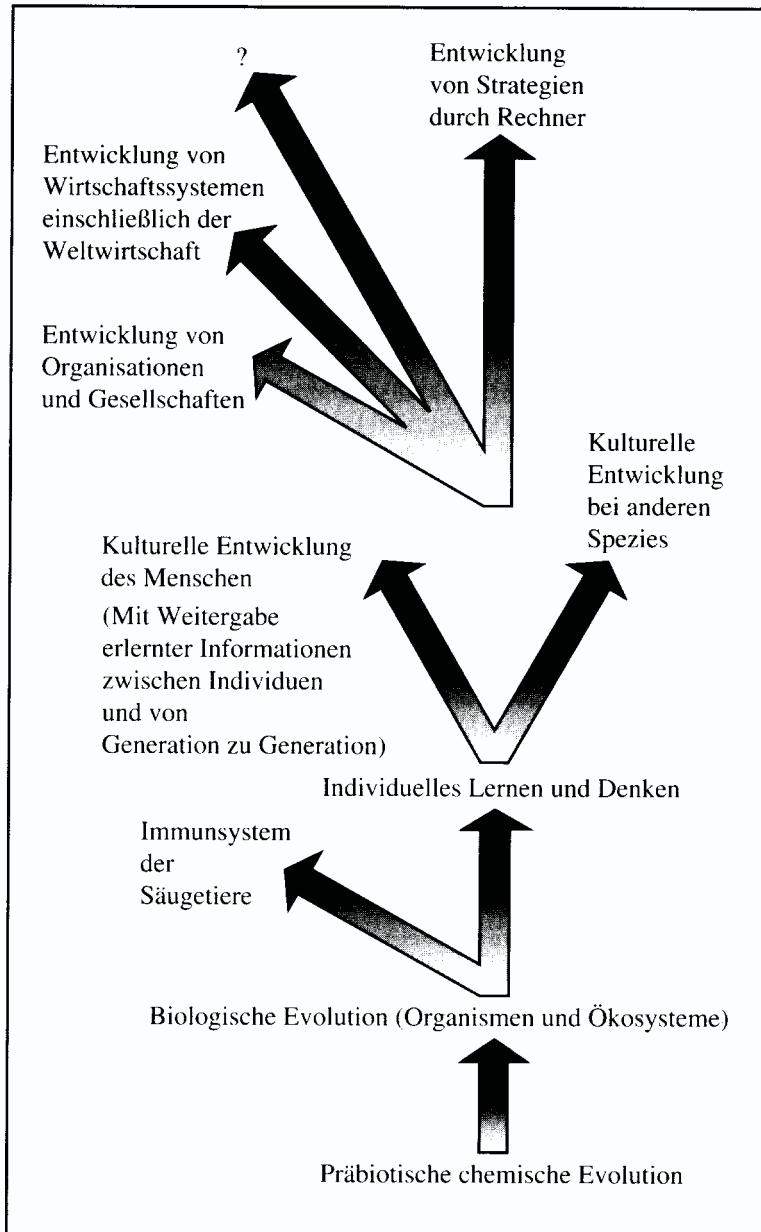 ?
Entwicklung
von Strategien
durch Rechner
Entwicklung von
Wirtschaftssystemen
einschließlich der
Weltwirtschaft
Entwicklung von
Organisationen
und Gesellschaften
Kulturelle
Entwicklung
bei anderen
Spezies
Kulturelle Entwicklung
des Menschen
(Mit Weitergabe
erlernter Informationen
zwischen Individuen
und von
Generation zu Generation)
Individuelles Lernen und Denken
Immunsystem
der
Säugetiere
Biologische Evolution (Organismen und Ökosysteme)
Präbiotische chemische Evolution